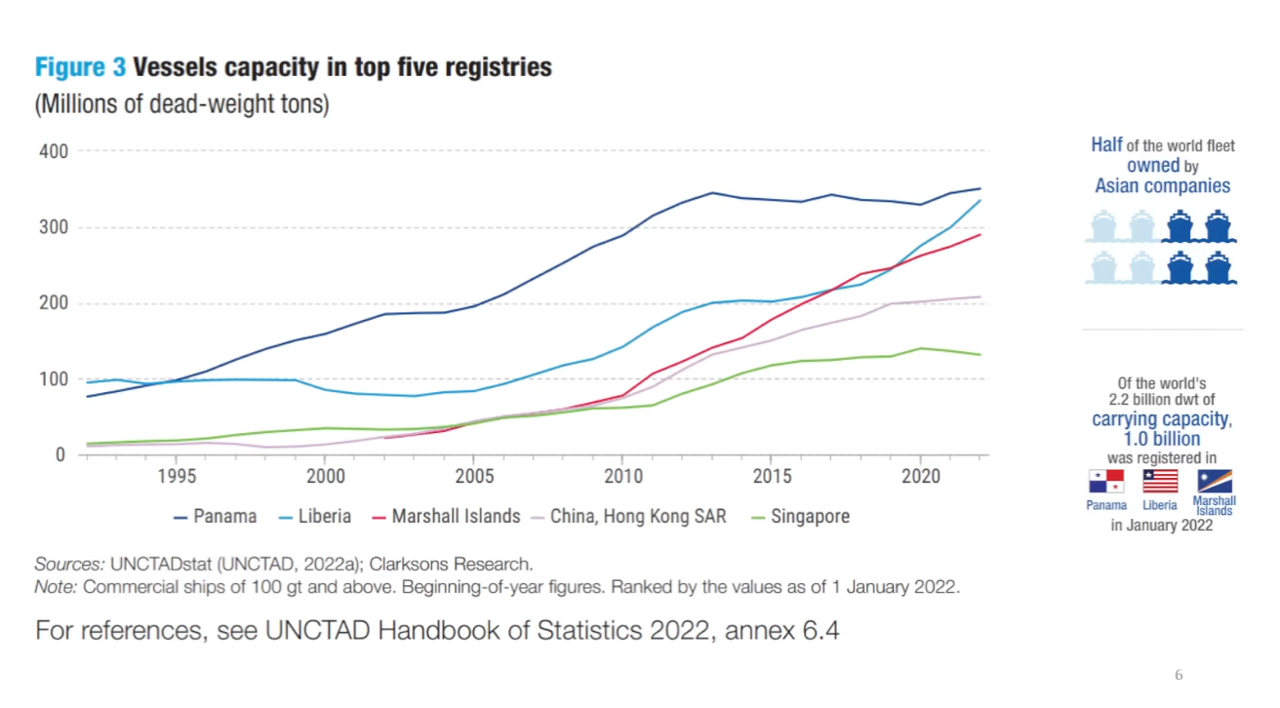 Figure 3 Vessels capacity in top five registries
(Millions of dead-weight tons)
400
300
200
100
0
1995 2000 2005 2010 2015 2020
Panama Liberia Marshall Islands China, Hong Kong SAR Singapore
Half of the world fleet
owned by
Asian companies
Of the world's
2.2 billion dwt of
carrying capacity,
1.0 billion
was registered in
Panama Liberia Marshall
Islands
in January 2022
Sources: UNCTADstat (UNCTAD, 2022a); Clarksons Research.
Note: Commercial ships of 100 gt and above. Beginning-of-year figures. Ranked by the values as of 1 January 2022.
For references, see UNCTAD Handbook of Statistics 2022, annex 6.4
6